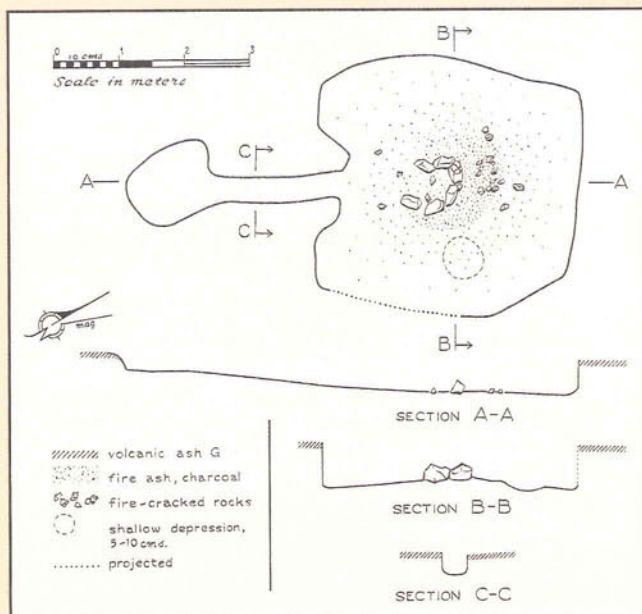 0 1 2 3
10 cms
Scale in meters
B
C
A A
C
mag
B
SECTION A-A
volcanic ash G
fire ash, charcoal
fire-cracked rocks
shallow depression,
5-10 cms.
projected
SECTION B-B
SECTION C-C